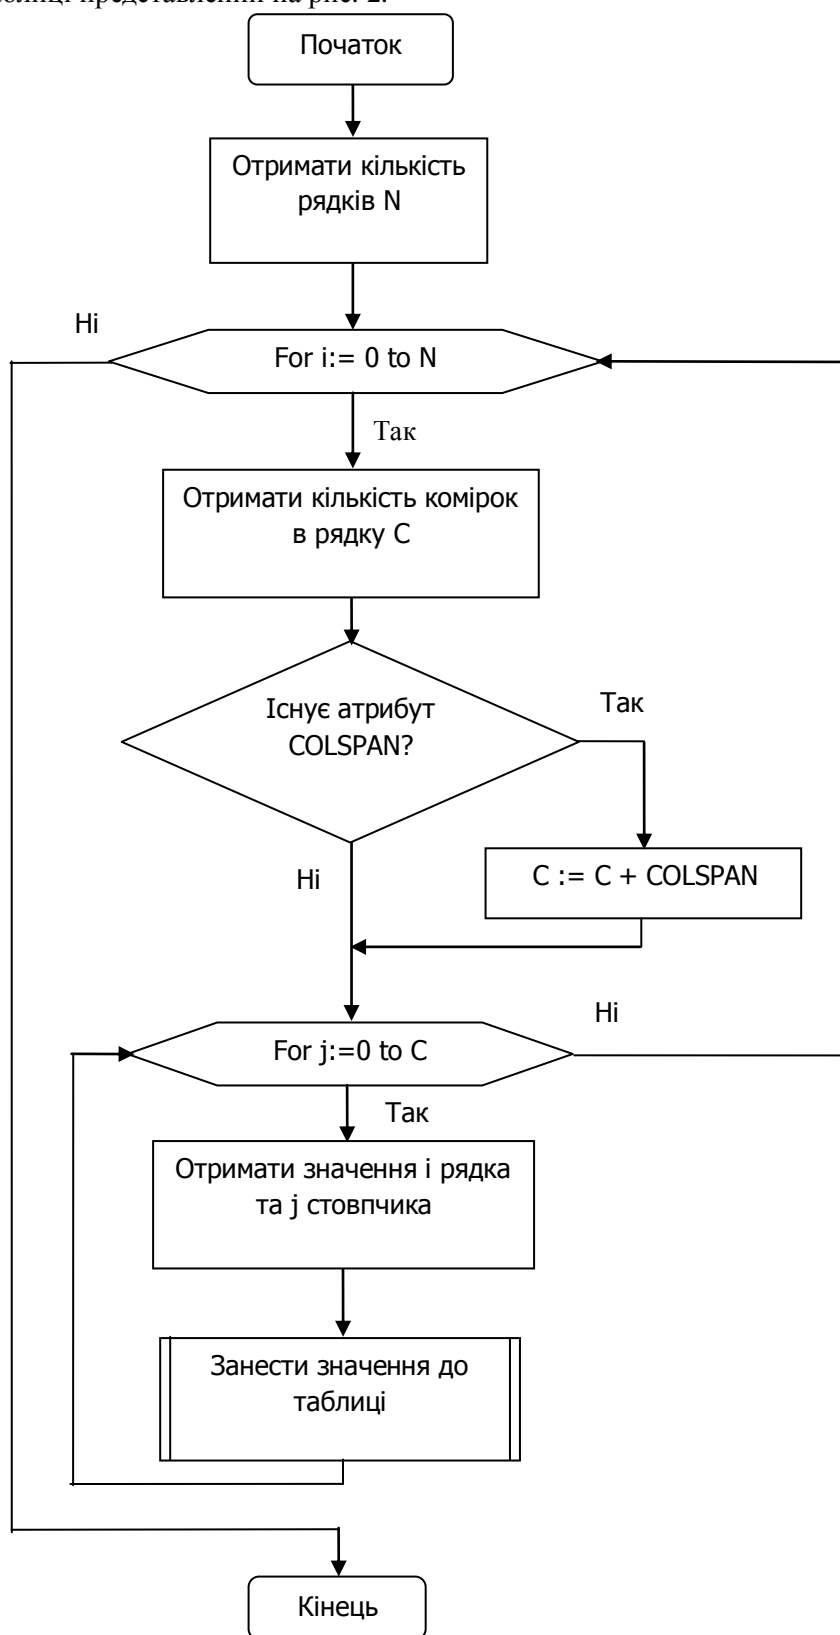 представлений на рис. 2.
Початок
Отримати кількість
рядків N
Ні
For i:= 0 to N
Так
Отримати кількість комірок
в рядку C
Існує атрибут
COLSPAN?
Так
Ні
C := C + COLSPAN
Ні
For j:=0 to C
Так
Отримати значення і рядка
та j стовпчика
Занести значення до
таблиці
Кінець